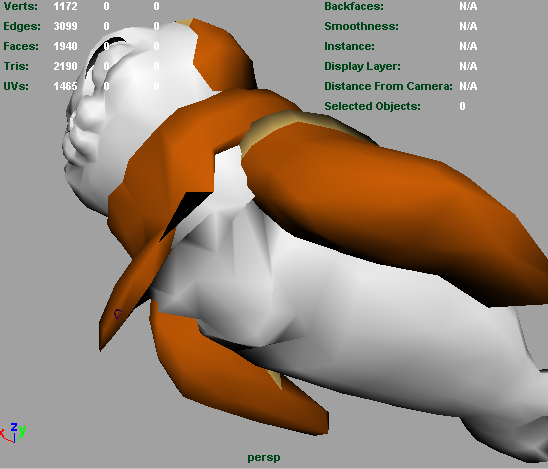 Verts: 1172 0 0
Edges: 3099 0 0
Faces: 1940 0 0
Tris: 2190 0 0
UVs: 1465 0 0
Backfaces: N/A
Smoothness: N/A
Instance: N/A
Display Layer: N/A
Distance From Camera: N/A
Selected Objects: 0
x z y
persp